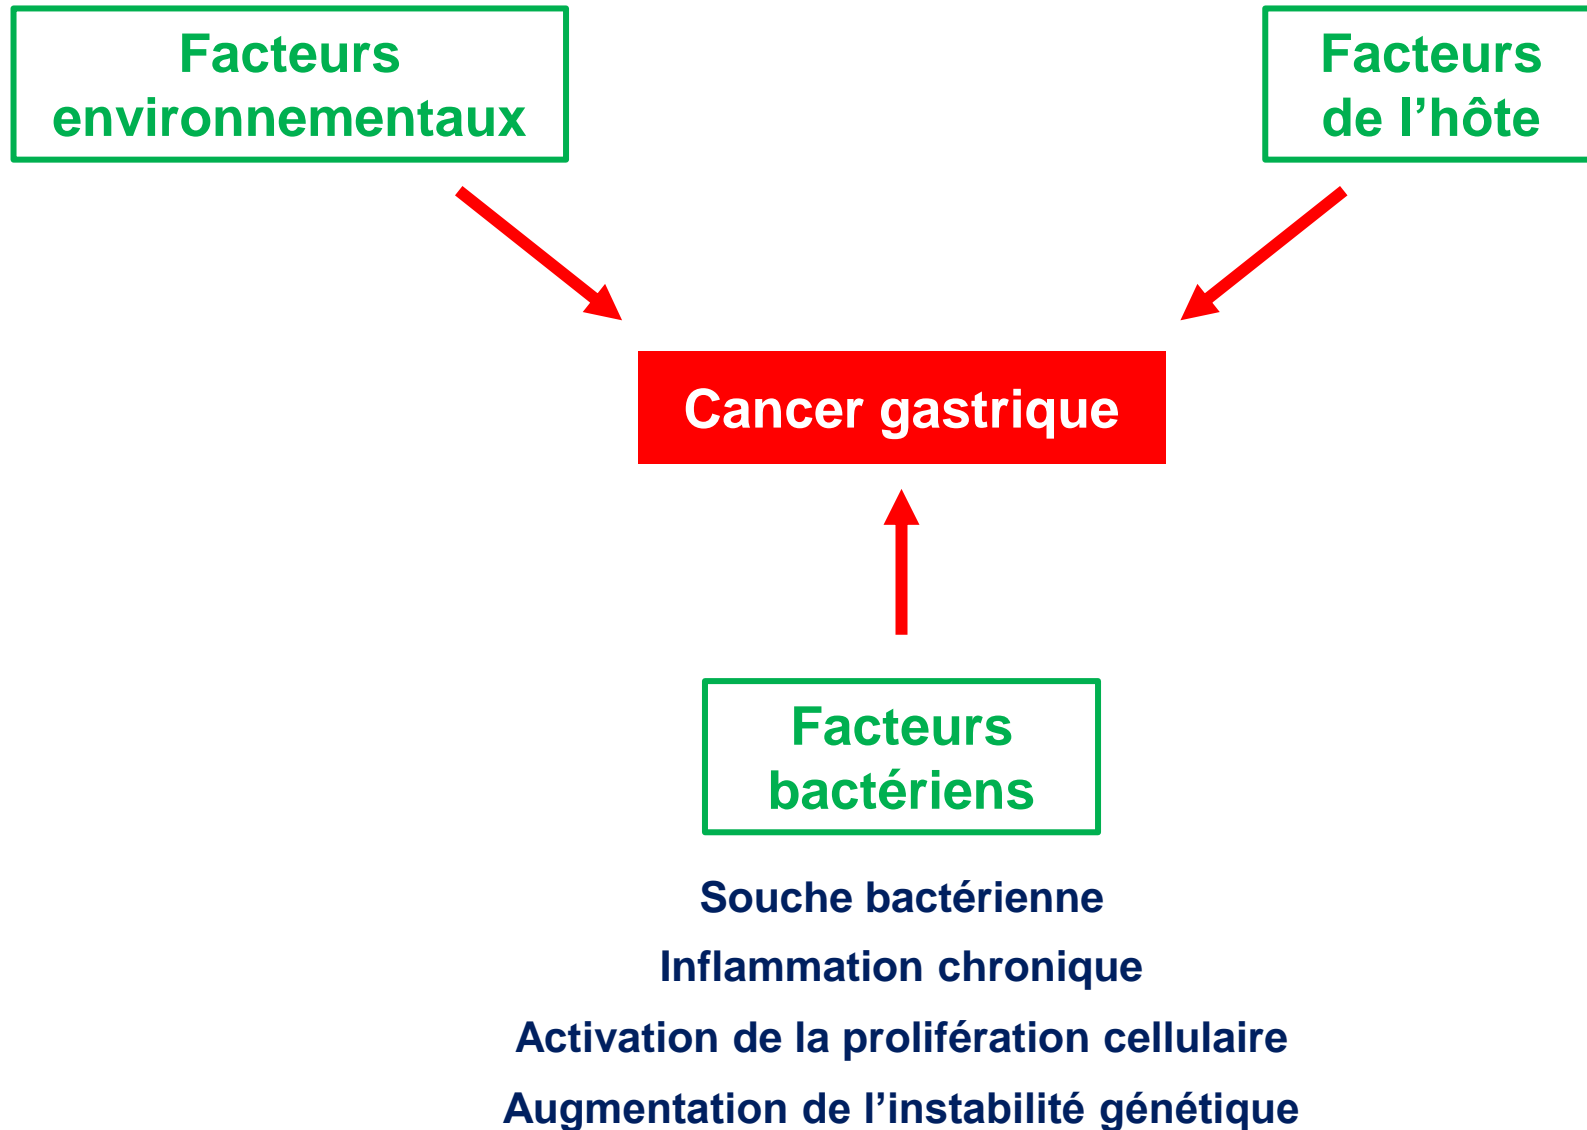 Facteurs
environnementaux
Facteurs
de l’hôte
Cancer gastrique
Facteurs
bactériens
Souche bactérienne
Inflammation chronique
Activation de la prolifération cellulaire
Augmentation de l’instabilité génétique